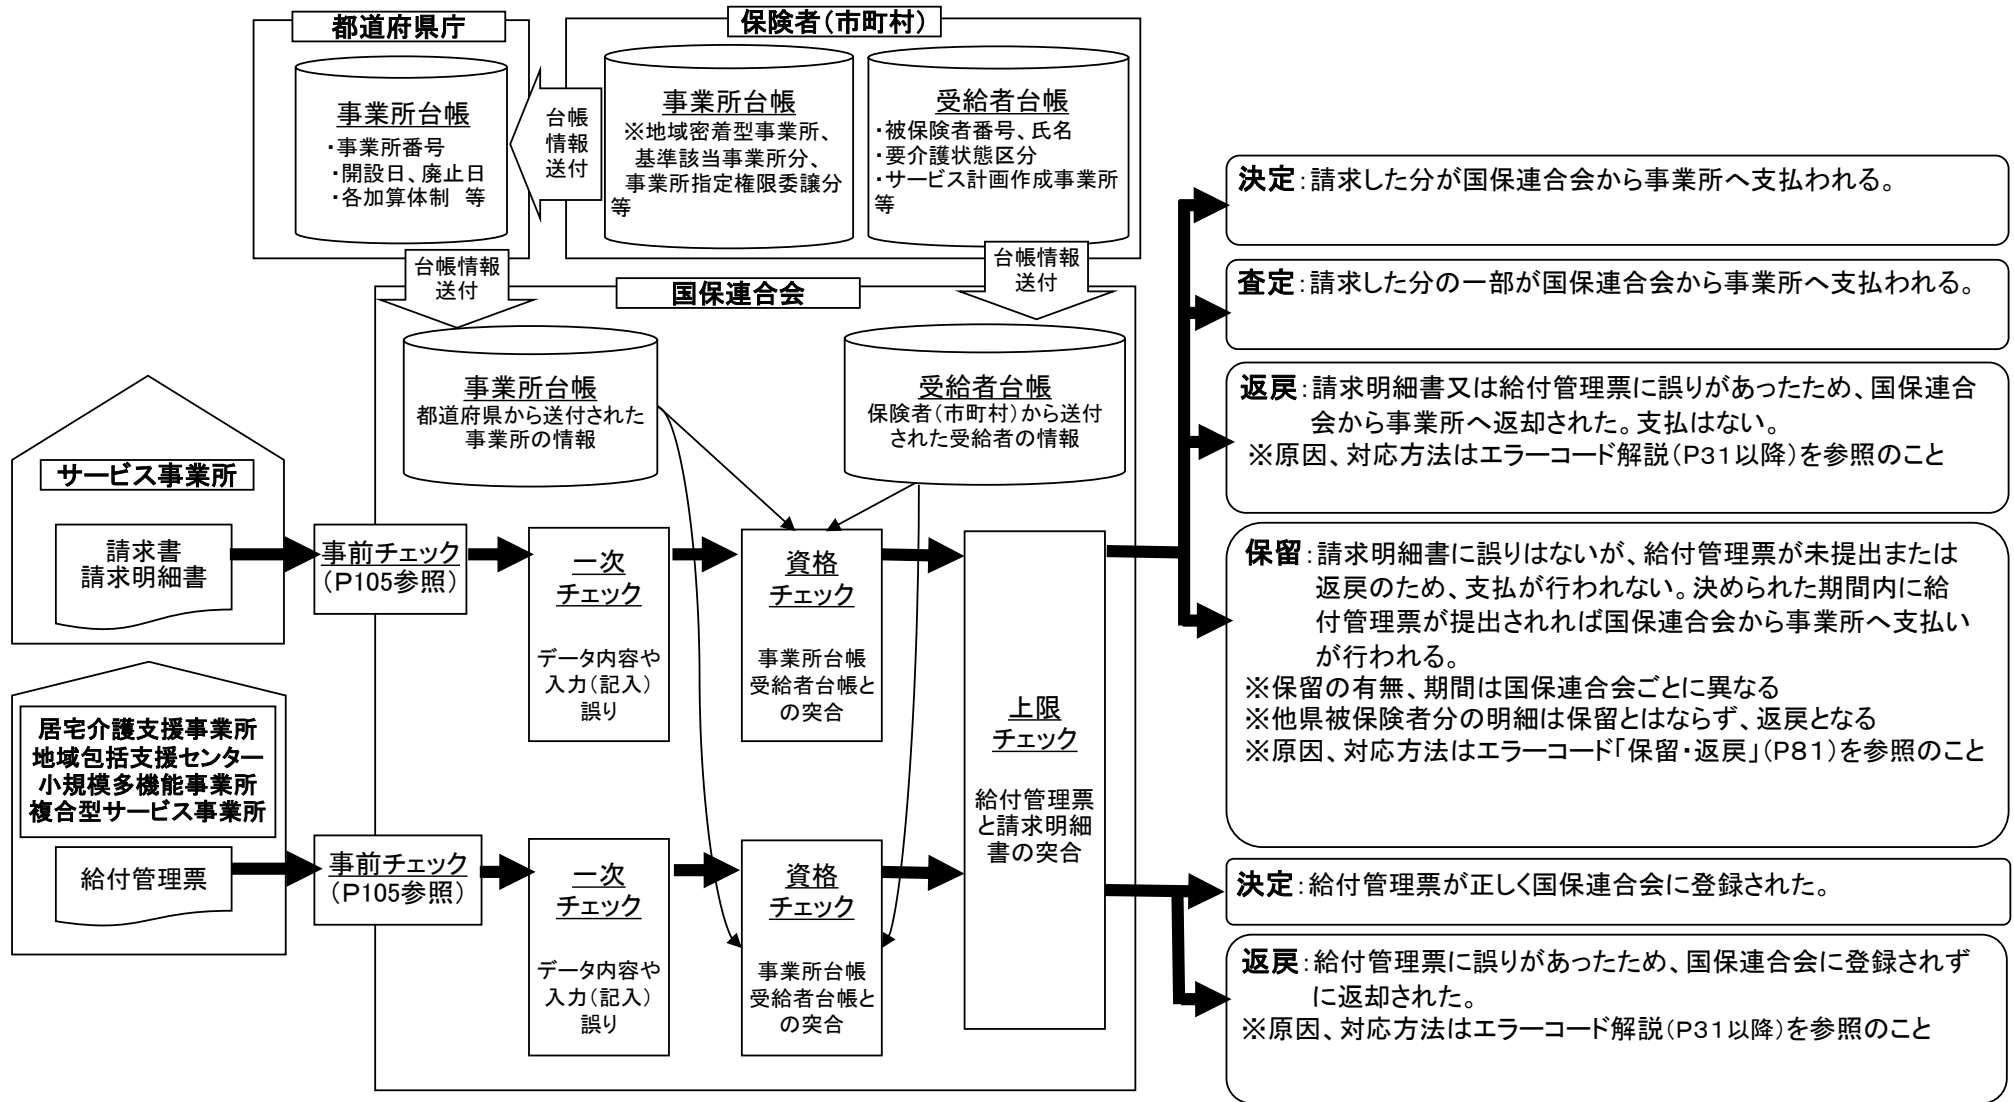 都道府県庁
事業所台帳
・事業所番号
・開設日、廃止日
・各加算体制 等
台帳
情報
送付
保険者(市町村)
事業所台帳
※地域密着型事業所、
基準該当事業所分、
事業所指定権限委譲分
等
受給者台帳
・被保険者番号、氏名
・要介護状態区分
・サービス計画作成事業所
等
台帳情報
送付
台帳情報
送付
国保連合会
事業所台帳
都道府県から送付された
事業所の情報
受給者台帳
保険者(市町村)から送付
された受給者の情報
サービス事業所
請求書
請求明細書
事前チェック
(P105参照)
一次
チェック
データ内容や
入力(記入)
誤り
資格
チェック
事業所台帳
受給者台帳と
の突合
居宅介護支援事業所
地域包括支援センター
小規模多機能事業所
複合型サービス事業所
給付管理票
事前チェック
(P105参照)
一次
チェック
データ内容や
入力(記入)
誤り
資格
チェック
事業所台帳
受給者台帳と
の突合
上限
チェック
給付管理票
と請求明細
書の突合
決定:請求した分が国保連合会から事業所へ支払われる。
査定:請求した分の一部が国保連合会から事業所へ支払われる。
返戻:請求明細書又は給付管理票に誤りがあったため、国保連合
会から事業所へ返却された。支払はない。
※原因、対応方法はエラーコード解説(P31以降)を参照のこと
保留:請求明細書に誤りはないが、給付管理票が未提出または
返戻のため、支払が行われない。決められた期間内に給
付管理票が提出されれば国保連合会から事業所へ支払い
が行われる。
※保留の有無、期間は国保連合会ごとに異なる
※他県被保険者分の明細は保留とはならず、返戻となる
※原因、対応方法はエラーコード「保留・返戻」(P81)を参照のこと
決定:給付管理票が正しく国保連合会に登録された。
返戻:給付管理票に誤りがあったため、国保連合会に登録されず
に返却された。
※原因、対応方法はエラーコード解説(P31以降)を参照のこと